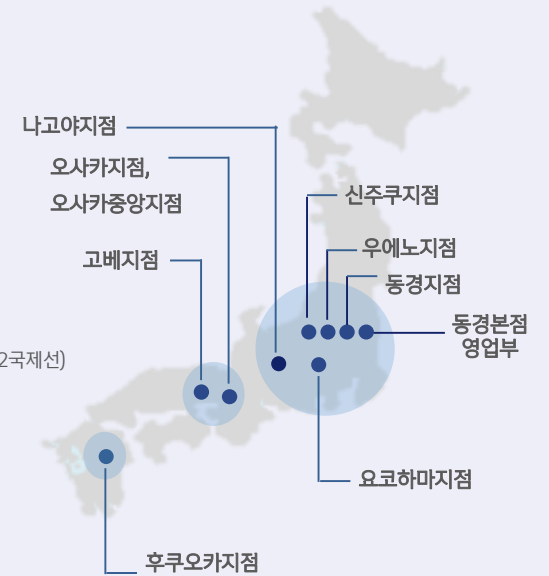 나고야지점
오사카지점,
오사카중앙지점
신주쿠지점
우에노지점
고베지점
동경지점
동경본점
영업부
2국제선)
요코하마지점
후쿠오카지점